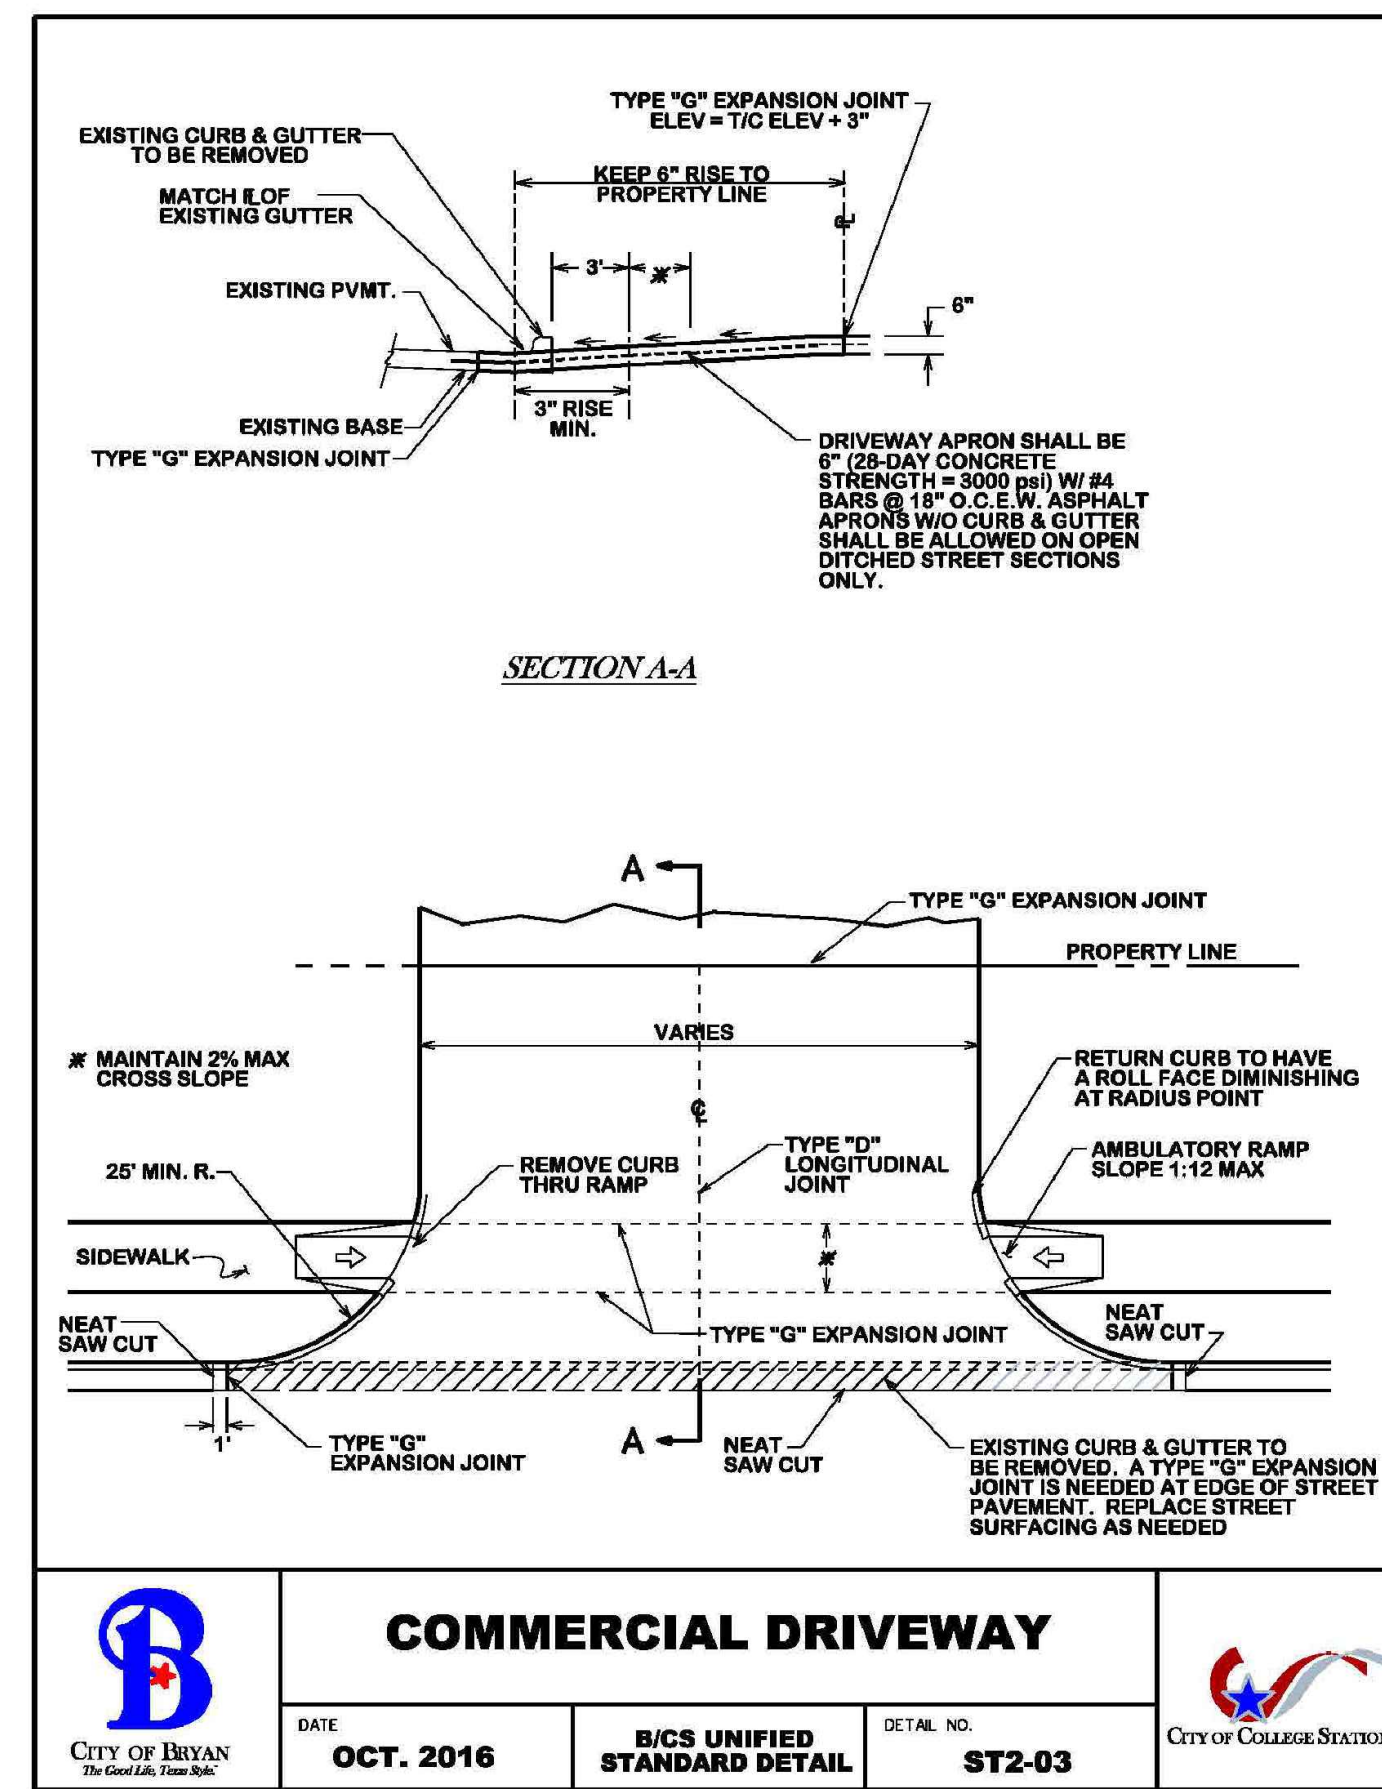 TYPE "G" EXPANSION JOINT
ELEV = T/C ELEV + 3"
EXISTING CURB & GUTTER
TO BE REMOVED
KEEP 6" RISE TO
PROPERTY LINE
MATCH FL OF
EXISTING GUTTER
PL
3'
*
EXISTING PVMT.
6"
3" RISE
MIN.
EXISTING BASE
TYPE "G" EXPANSION JOINT
DRIVEWAY APRON SHALL BE
6" (28-DAY CONCRETE
STRENGTH = 3000 psi) W/ #4
BARS @ 18" O.C.E.W. ASPHALT
APRONS W/O CURB & GUTTER
SHALL BE ALLOWED ON OPEN
DITCHED STREET SECTIONS
ONLY.
SECTION A-A
A
TYPE "G" EXPANSION JOINT
PROPERTY LINE
VARIES
* MAINTAIN 2% MAX
CROSS SLOPE
RETURN CURB TO HAVE
A ROLL FACE DIMINISHING
AT RADIUS POINT
CL
TYPE "D"
LONGITUDINAL
JOINT
AMBULATORY RAMP
SLOPE 1:12 MAX
25' MIN. R.
REMOVE CURB
THRU RAMP
SIDEWALK
*
NEAT
SAW CUT
TYPE "G" EXPANSION JOINT
NEAT
SAW CUT
1'
TYPE "G"
EXPANSION JOINT
A
NEAT
SAW CUT
EXISTING CURB & GUTTER TO
BE REMOVED. A TYPE "G" EXPANSION
JOINT IS NEEDED AT EDGE OF STREET
PAVEMENT. REPLACE STREET
SURFACING AS NEEDED
B
CITY OF BRYAN
The Good Life, Texas Style.™
COMMERCIAL DRIVEWAY
DATE
OCT. 2016
B/CS UNIFIED
STANDARD DETAIL
DETAIL NO.
ST2-03
CITY OF COLLEGE STATIO